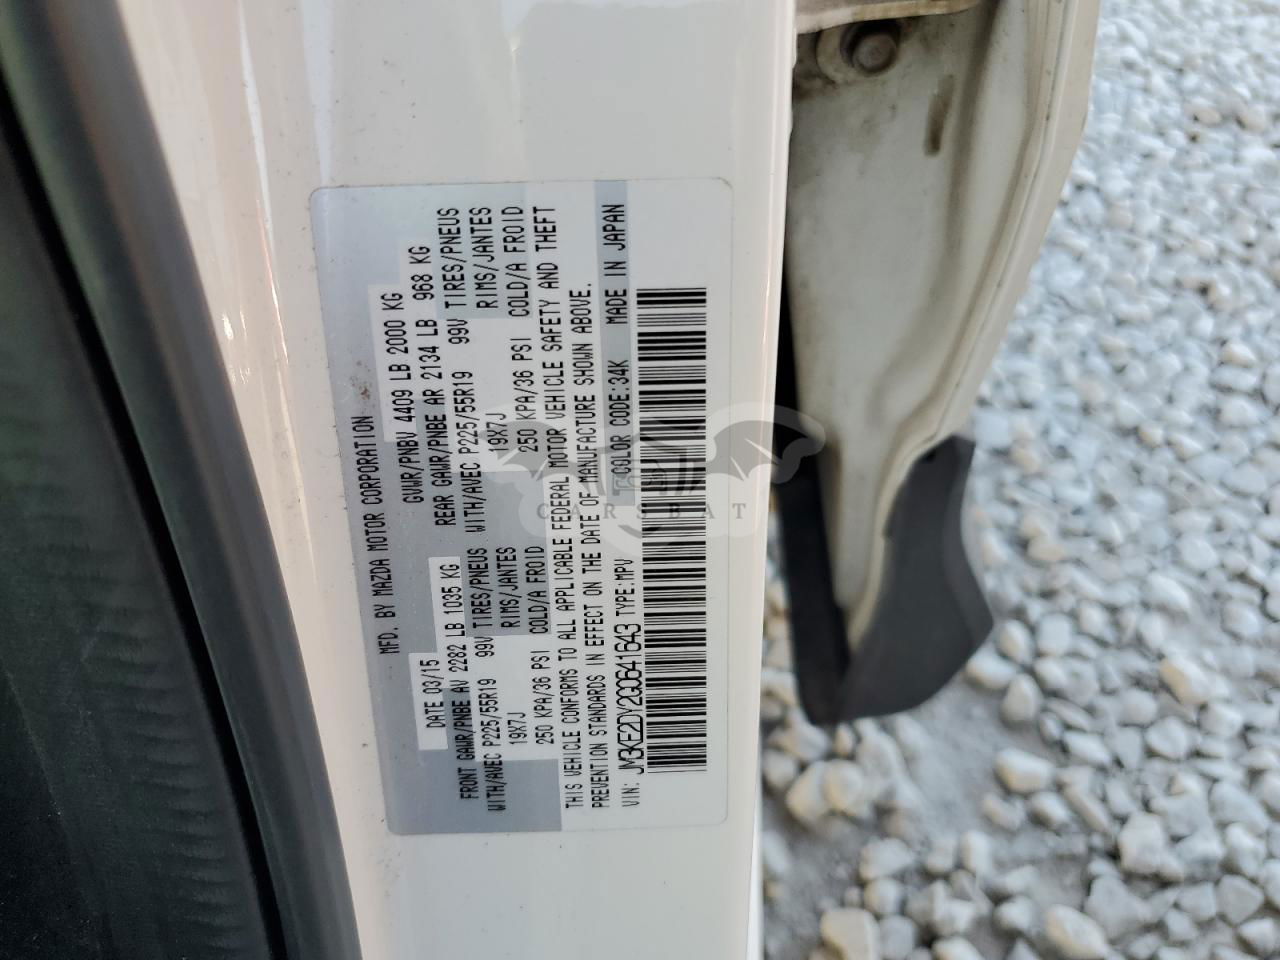 MFD. BY MAZDA MOTOR CORPORATION
DATE 03/15 GVWR/PNBV 4409 LB 2000 KG
FRONT GAWR/PNBE AV 2282 LB 1035 KG REAR GAWR/PNBE AR 2134 LB 968 KG
WITH/AVEC P225/55R19 99V TIRES/PNEUS WITH/AVEC P225/55R19 99V TIRES/PNEUS
19X7J RIMS/JANTES 19X7J RIMS/JANTES
250 KPA/36 PSI COLD/A FROID 250 KPA/36 PSI COLD/A FROID
THIS VEHICLE CONFORMS TO ALL APPLICABLE FEDERAL MOTOR VEHICLE SAFETY AND THEFT
PREVENTION STANDARDS IN EFFECT ON THE DATE OF MANUFACTURE SHOWN ABOVE.
VIN: JM3KE2DY2G0641643 TYPE:MPV COLOR CODE:34K MADE IN JAPAN
CARSBAT